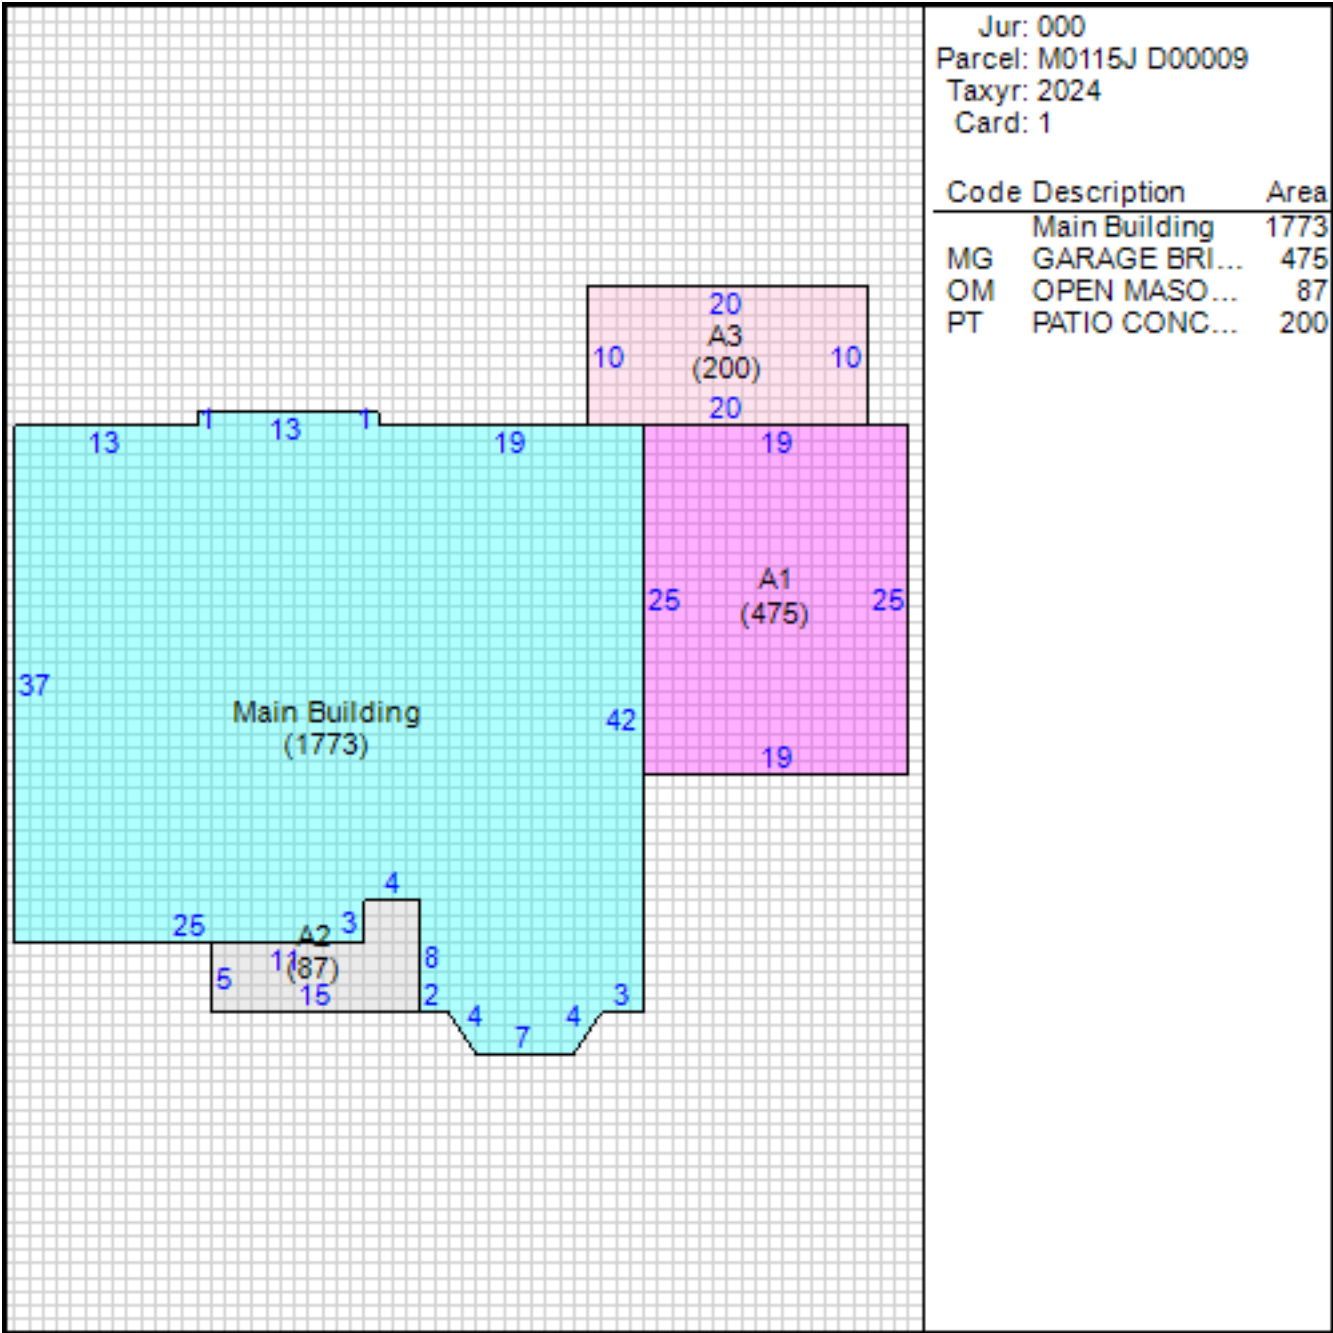 Jur: 000
Parcel: M0115J D00009
Taxyr: 2024
Card: 1
Code Description Area
Main Building 1773
MG GARAGE BRI... 475
OM OPEN MASO... 87
PT PATIO CONC... 200
20
A3
10 (200) 10
20
1 13 1
13 19 19
A1
25 (475) 25
37
Main Building
(1773)
42
19
4
25 3
A2
11 (87) 8
5 15 2 3
4 4
7